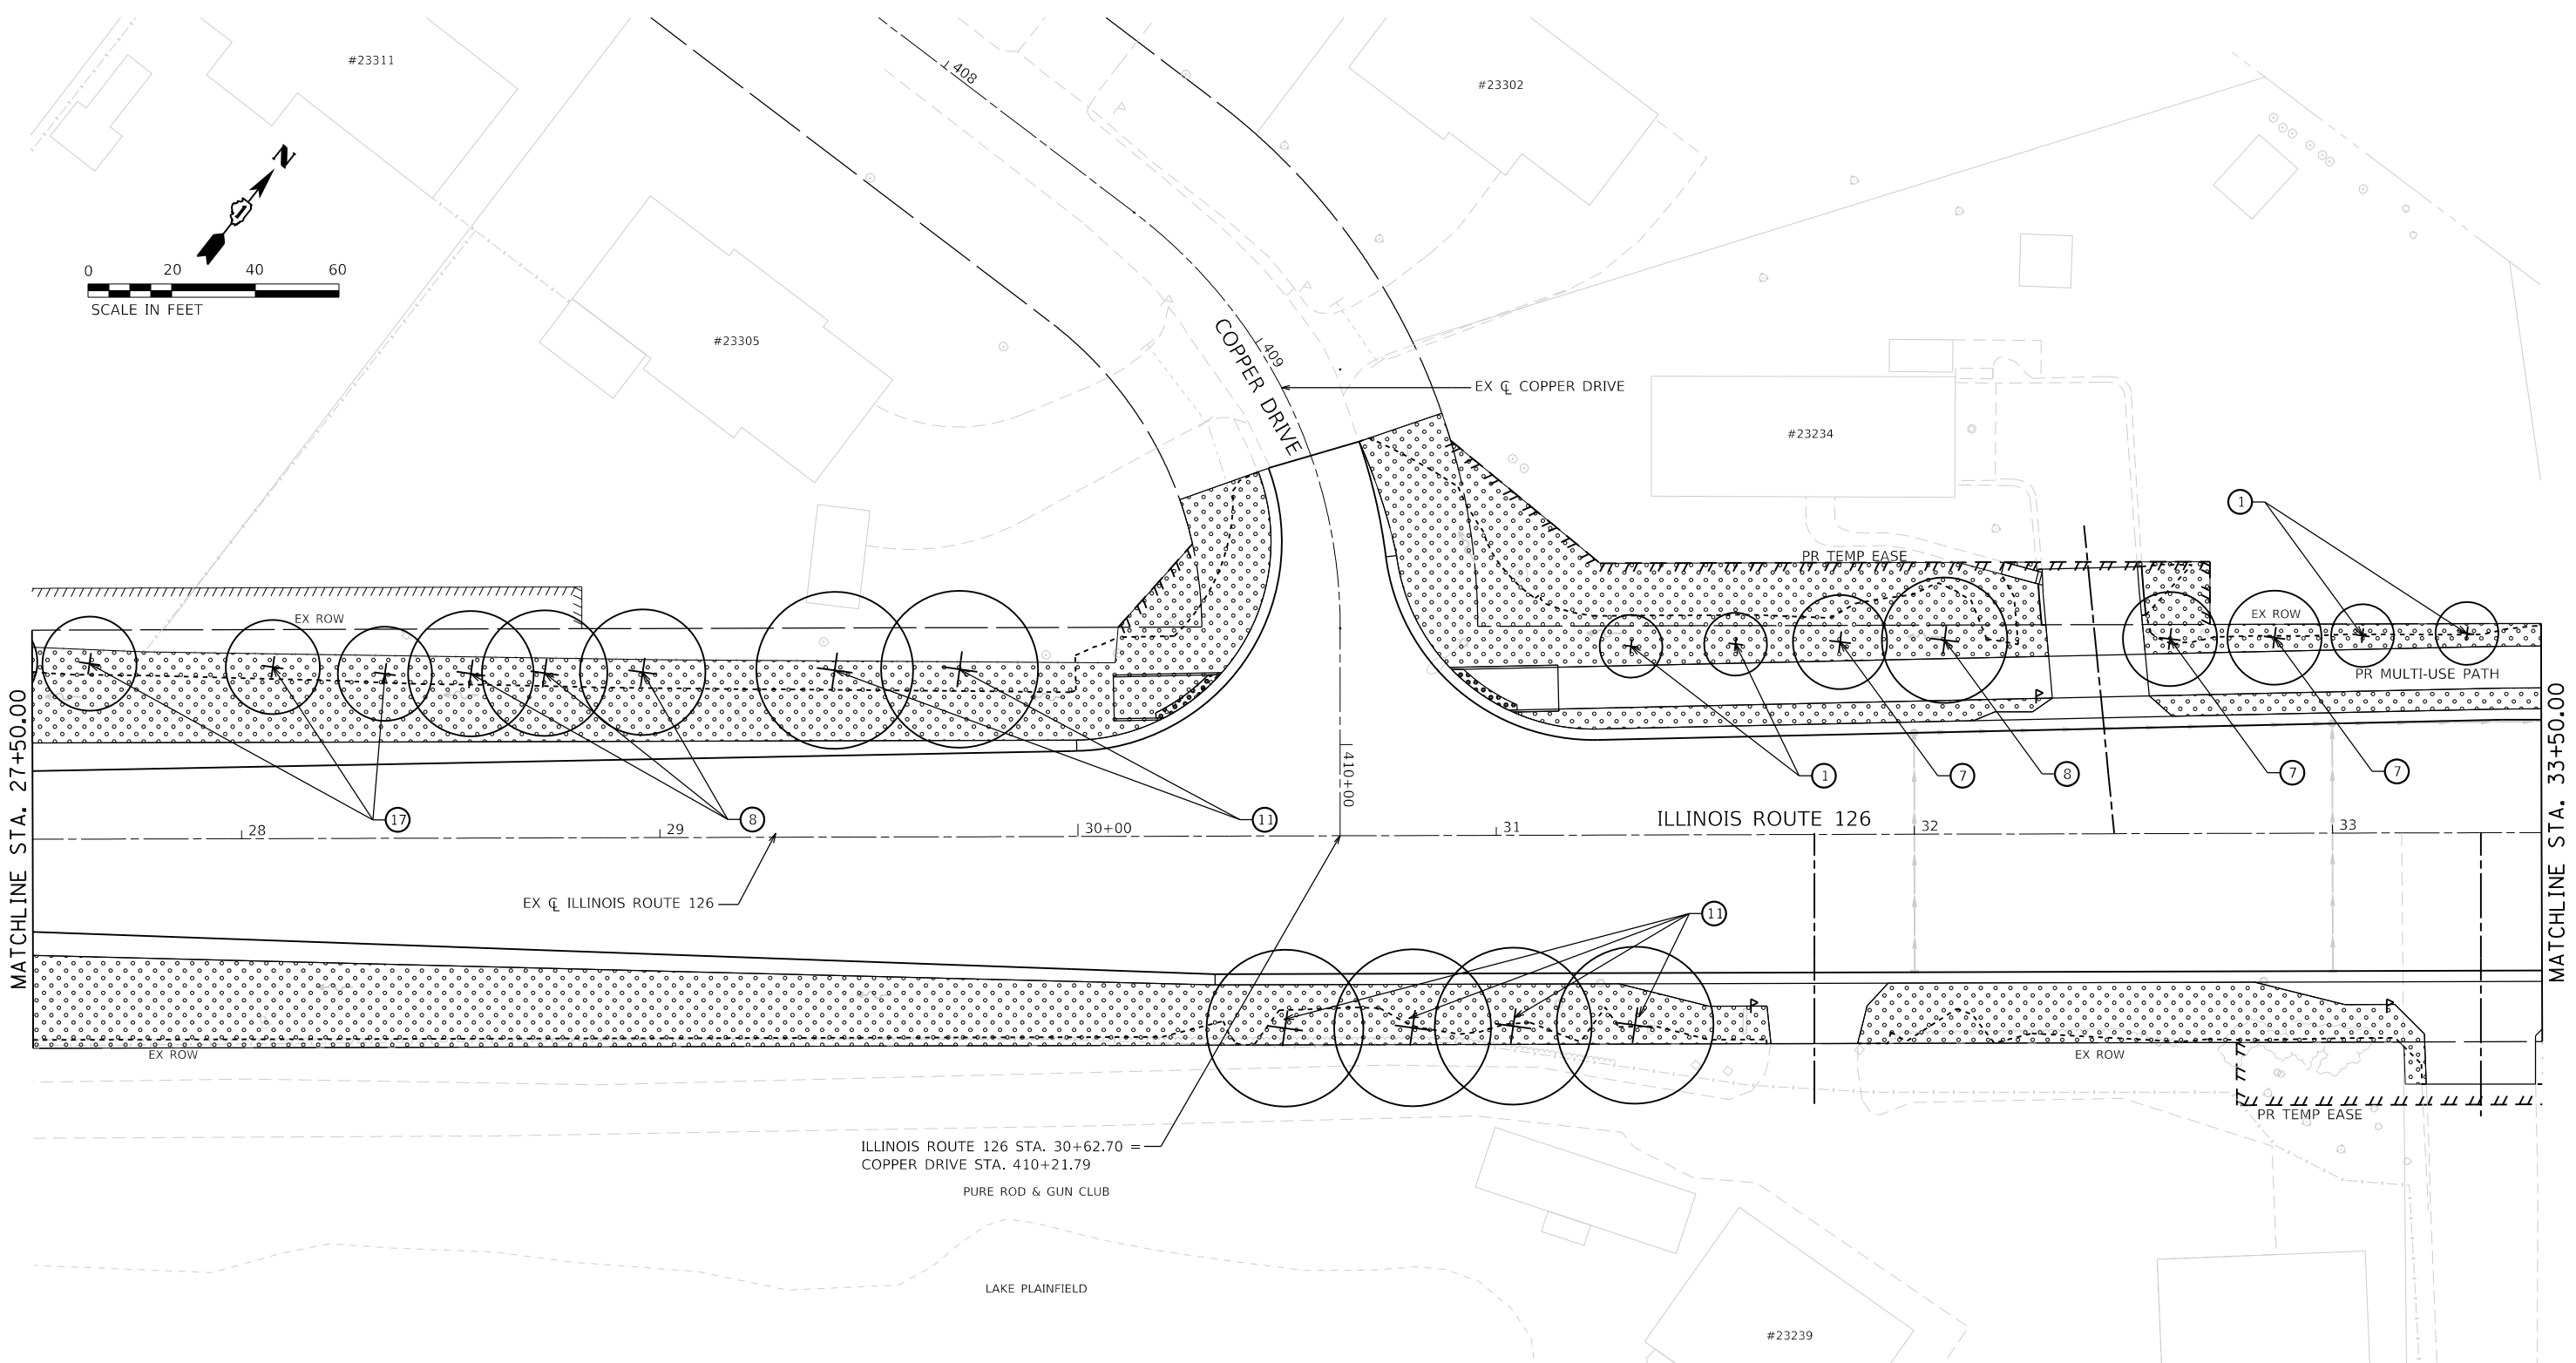 #23311
408
#23302
N
0 20 40 60
SCALE IN FEET
COPPER DRIVE
409
#23305
EX ℄ COPPER DRIVE
#23234
1
PR TEMP EASE
EX ROW
EX ROW
PR MULTI-USE PATH
MATCHLINE STA. 27+50.00
MATCHLINE STA. 33+50.00
410+00
17
8
11
1
7
8
7
7
ILLINOIS ROUTE 126
28
29
30+00
31
32
33
EX ℄ ILLINOIS ROUTE 126
11
EX ROW
EX ROW
PR TEMP EASE
ILLINOIS ROUTE 126 STA. 30+62.70 =
COPPER DRIVE STA. 410+21.79
PURE ROD & GUN CLUB
LAKE PLAINFIELD
#23239